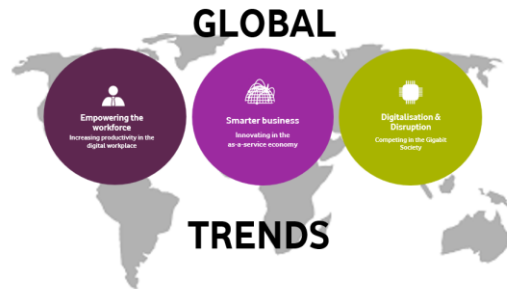 GLOBAL
Empowering the
workforce
Increasing productivity in the
digital workplace
Smarter business
Innovating in the
as-a-service economy
Digitalisation &
Disruption
Competing in the Gigabit
Society
TRENDS